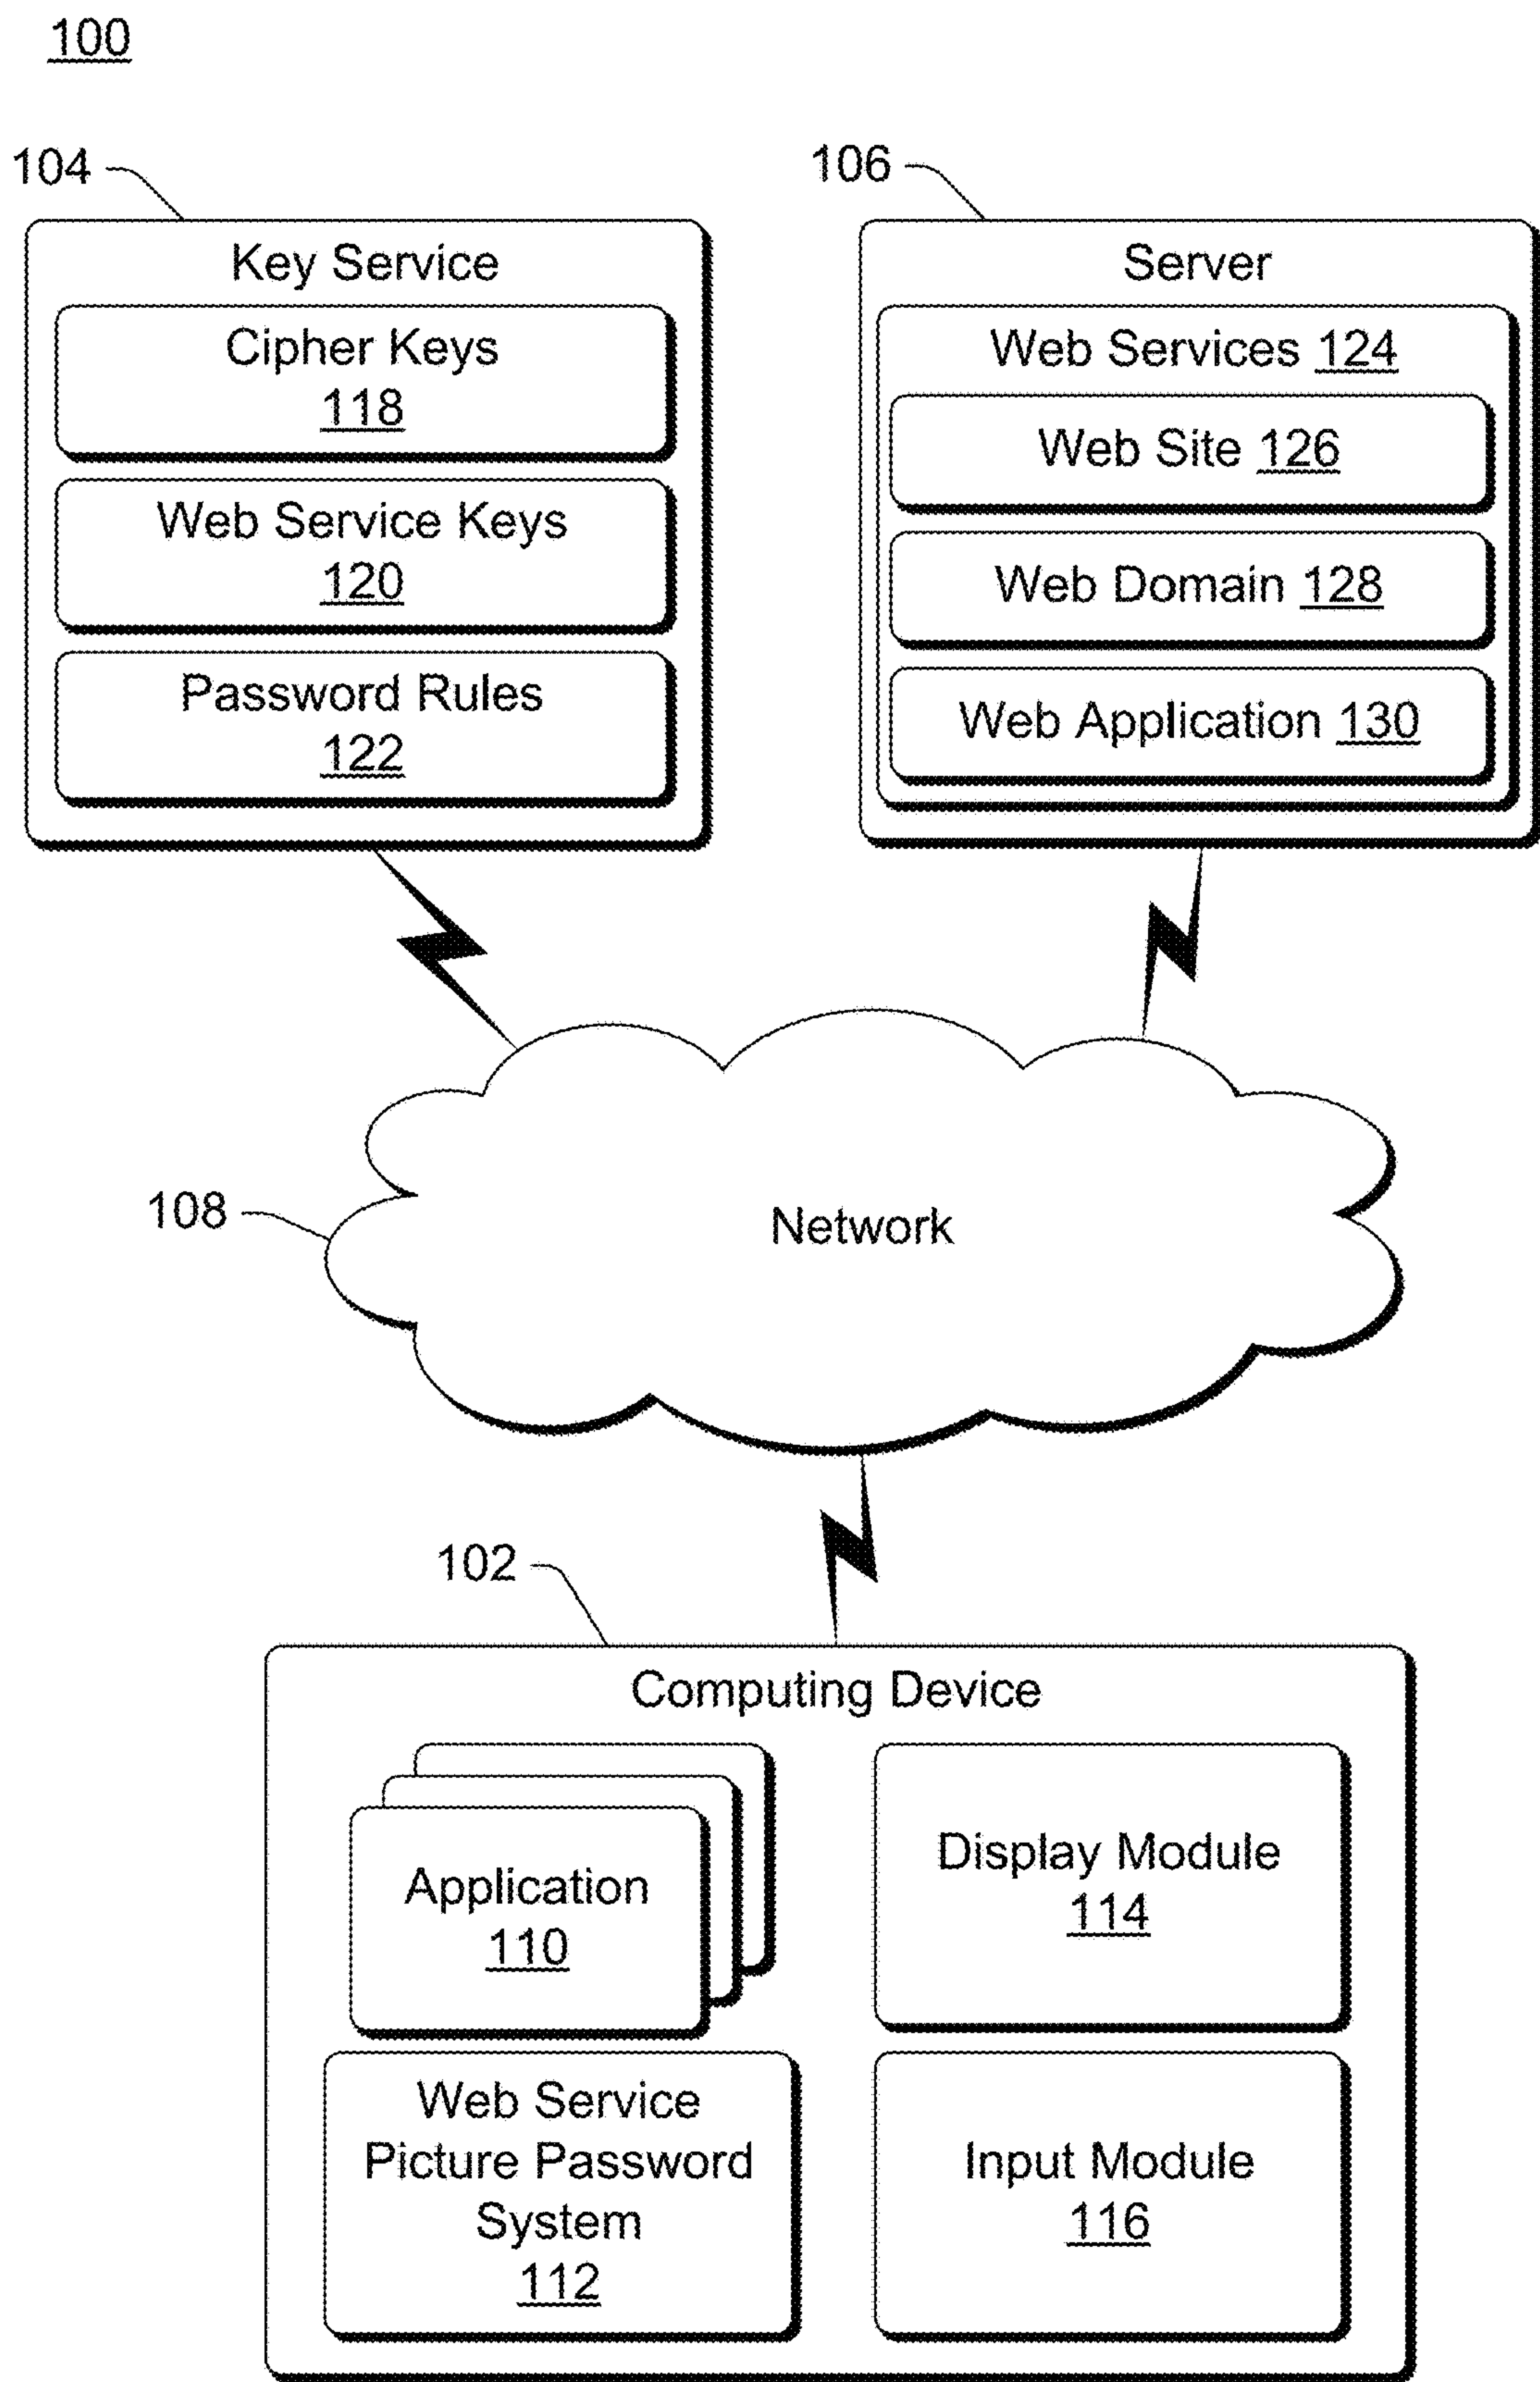 100
104
106
Key Service
Cipher Keys
118
Web Service Keys
120
Password Rules
122
Server
Web Services 124
Web Site 126
Web Domain 128
Web Application 130
108
Network
102
Computing Device
Application
110
Display Module
114
Web Service
Picture Password
System
112
Input Module
116